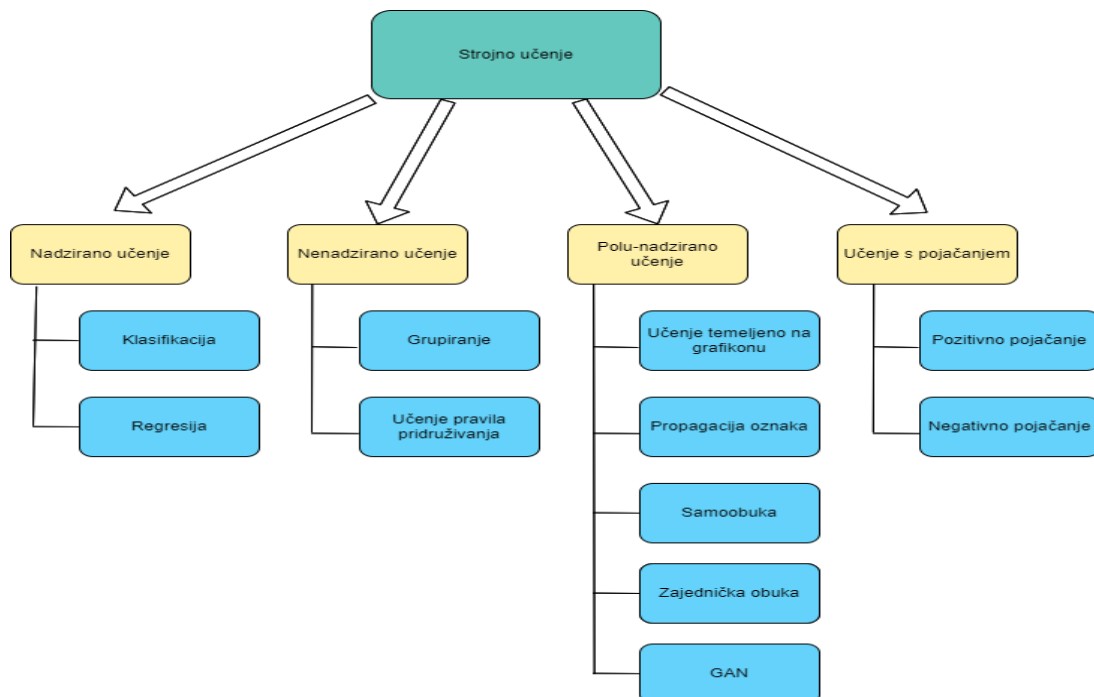 Strojno učenje
Nadzirano učenje
Klasifikacija
Regresija
Nenadzirano učenje
Grupiranje
Učenje pravila
pridruživanja
Polu-nadzirano
učenje
Učenje temeljeno na
grafikonu
Propagacija oznaka
Samoobuka
Zajednička obuka
GAN
Učenje s pojačanjem
Pozitivno pojačanje
Negativno pojačanje